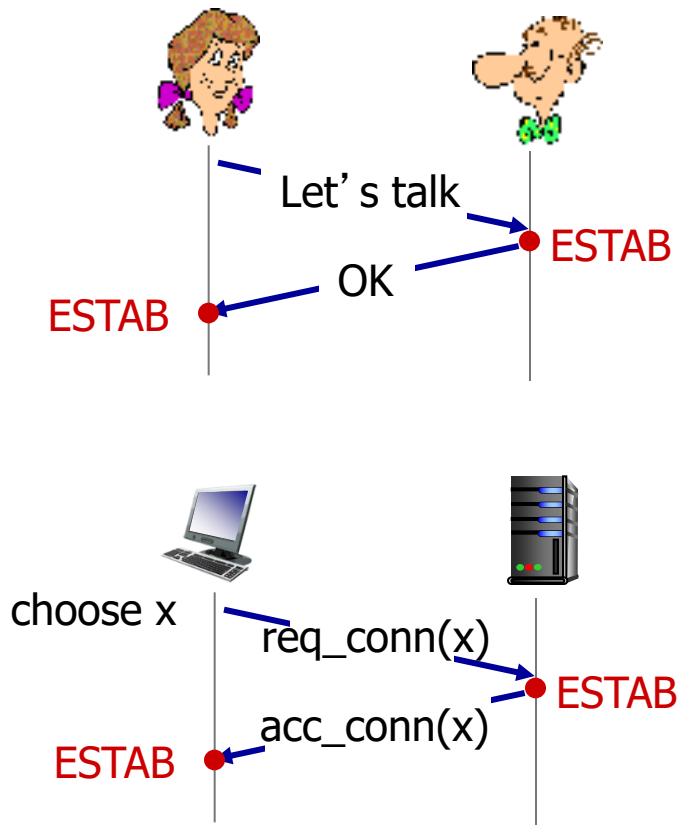 Let’s talk
ESTAB
OK
ESTAB
choose x
req_conn(x)
ESTAB
acc_conn(x)
ESTAB